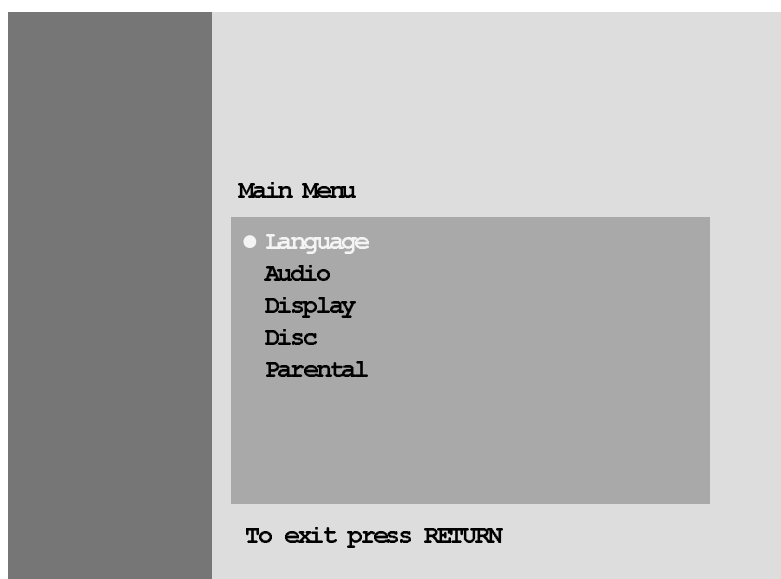 Main Menu
Language
Audio
Display
Disc
Parental
To exit press RETURN